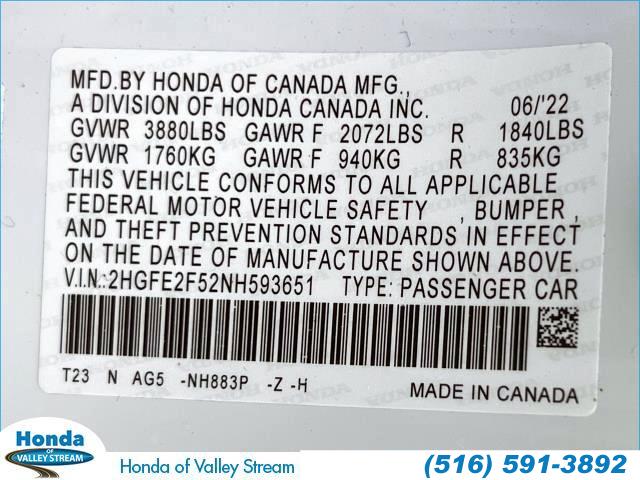 MFD.BY HONDA OF CANADA MFG.,
A DIVISION OF HONDA CANADA INC. 06/'22
GVWR 3880LBS GAWR F 2072LBS R 1840LBS
GVWR 1760KG GAWR F 940KG R 835KG
THIS VEHICLE CONFORMS TO ALL APPLICABLE
FEDERAL MOTOR VEHICLE SAFETY , BUMPER ,
AND THEFT PREVENTION STANDARDS IN EFFECT
ON THE DATE OF MANUFACTURE SHOWN ABOVE.
V.I.N.:2HGFE2F52NH593651 TYPE: PASSENGER CAR
T23 N AG5 -NH883P -Z -H
MADE IN CANADA
Honda
OF
VALLEY STREAM
Honda of Valley Stream
(516) 591-3892